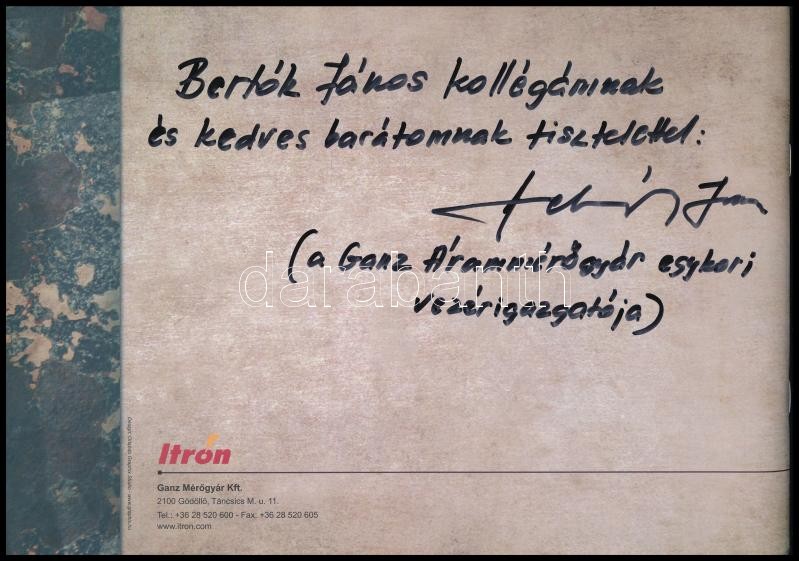 Bertók János kollégámnak
és kedves barátomnak tisztelettel:
(a Ganz Árammérőgyár egykori
vezérigazgatója)
darabanth
Itron
Ganz Mérőgyár Kft.
2100 Gödöllő, Táncsics M. u. 11.
Tel.: +36 28 520 600 - Fax: +36 28 520 605
www.itron.com